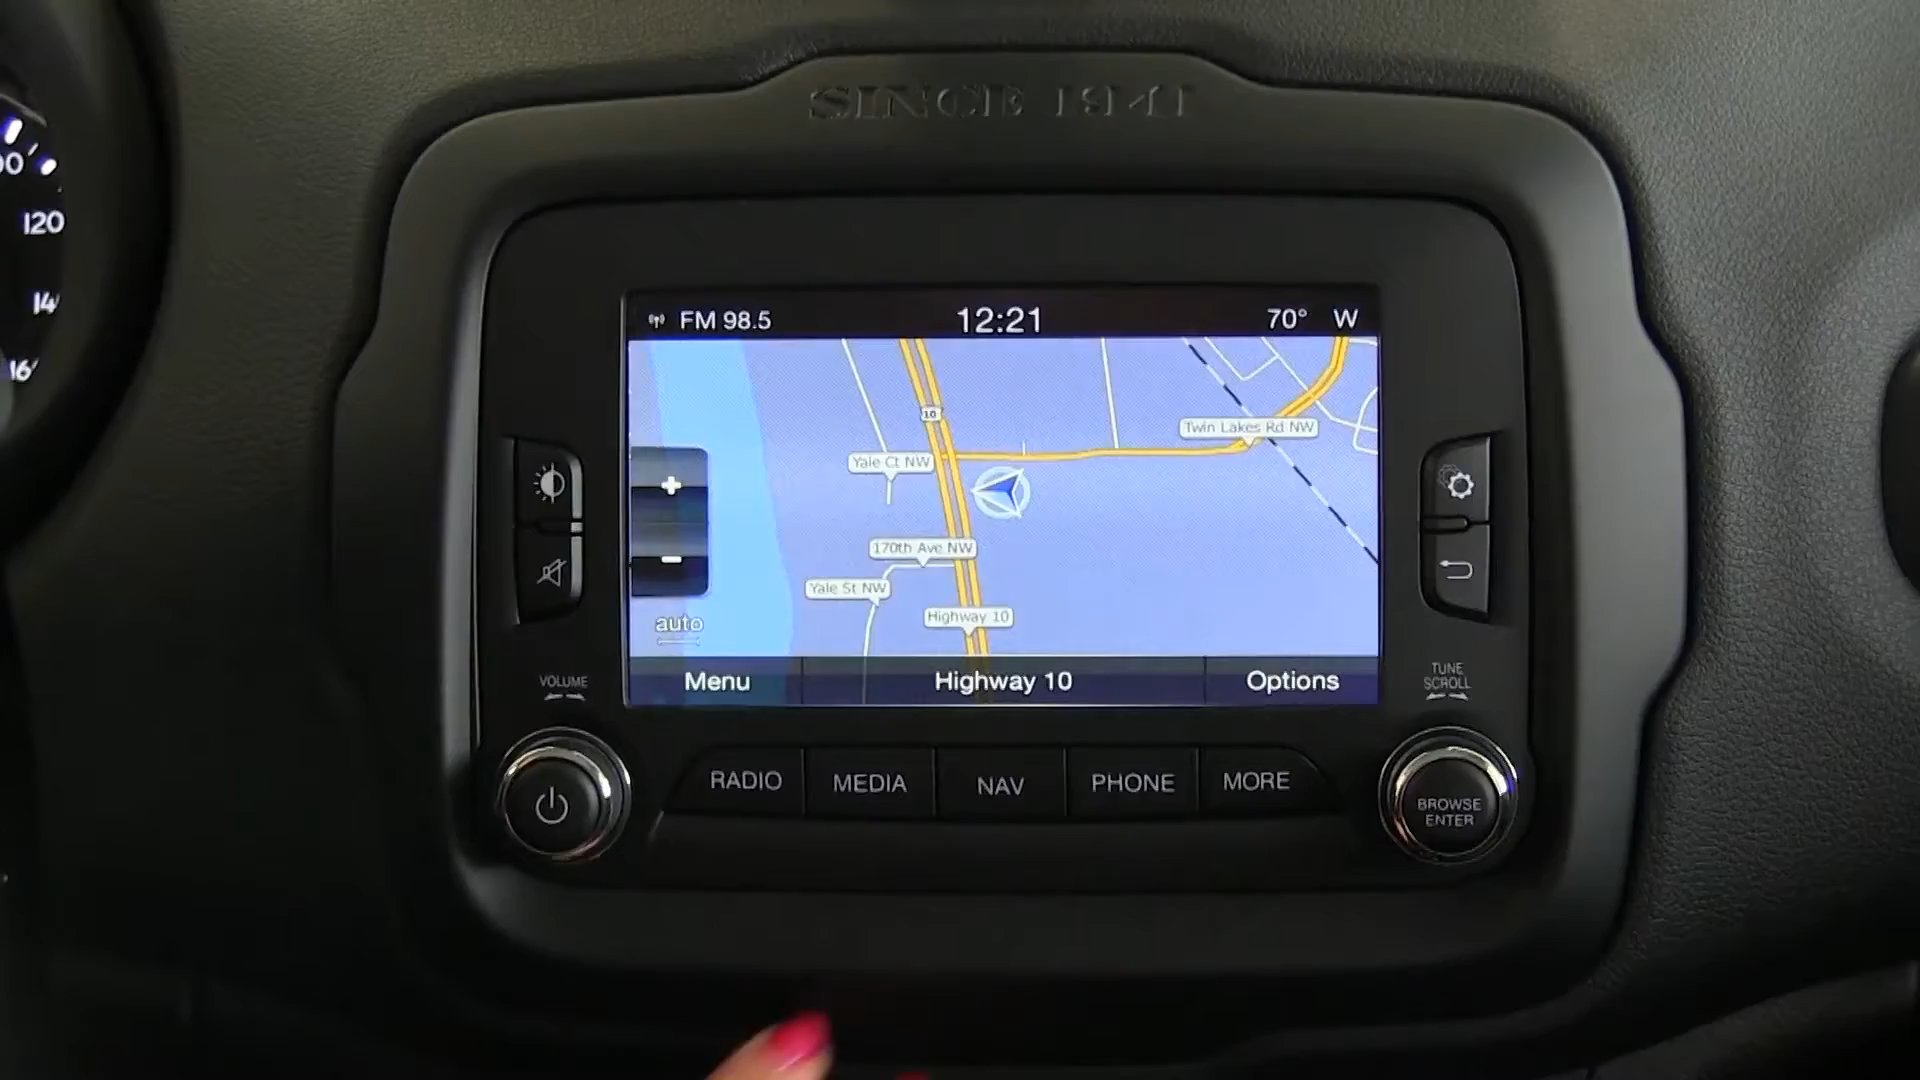 SINCE 1941
120
FM 98.5 12:21 70° W
10
Twin Lakes Rd NW
Yale Ct NW
170th Ave NW
Yale St NW
Highway 10
+
-
auto
Menu Highway 10 Options
VOLUME
TUNE
SCROLL
RADIO MEDIA NAV PHONE MORE
BROWSE
ENTER